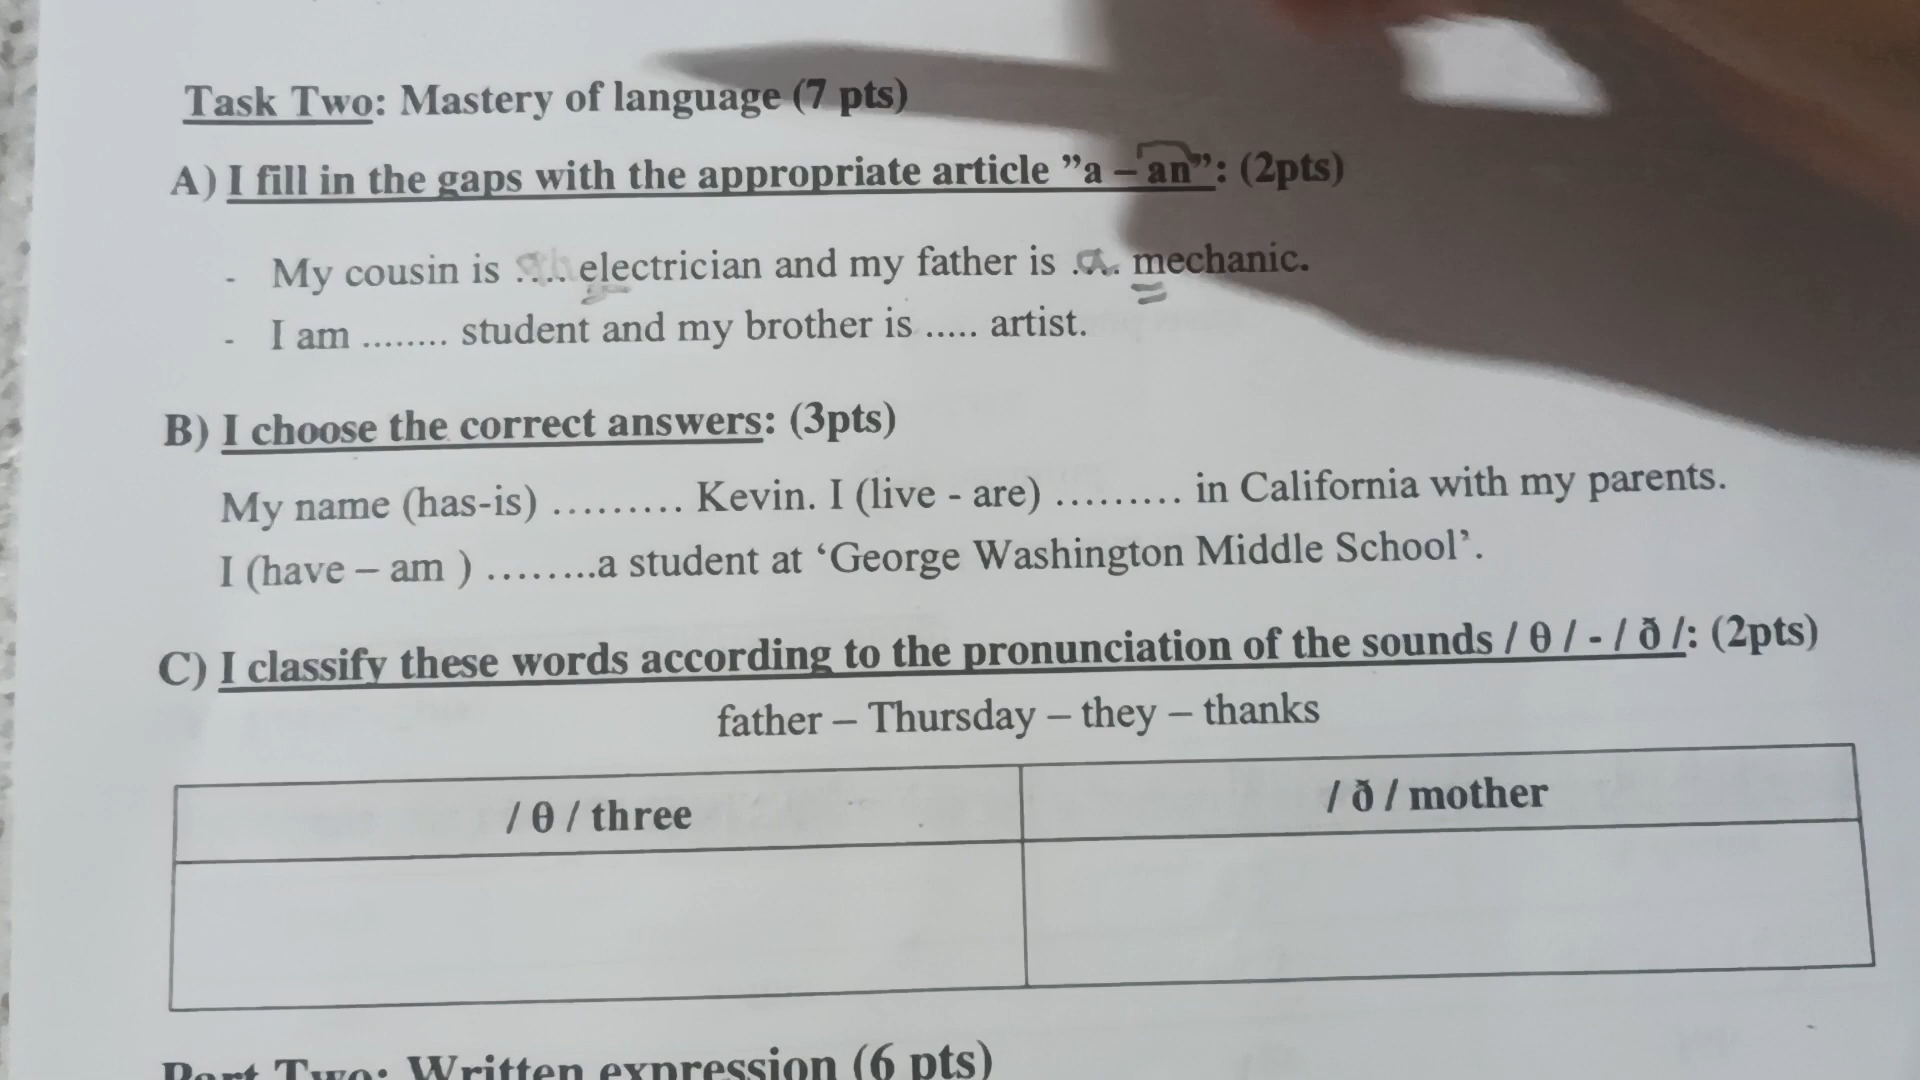 Task Two: Mastery of language (7 pts)
A) I fill in the gaps with the appropriate article ”a – an”: (2pts)
- My cousin is an electrician and my father is .a. mechanic.
- I am ........ student and my brother is ..... artist.
B) I choose the correct answers: (3pts)
My name (has-is) ......... Kevin. I (live - are) ......... in California with my parents.
I (have – am ) ........a student at ‘George Washington Middle School’.
C) I classify these words according to the pronunciation of the sounds / θ / - / ð /: (2pts)
father – Thursday – they – thanks
/ θ / three
/ ð / mother
Part Two: Written expression (6 pts)